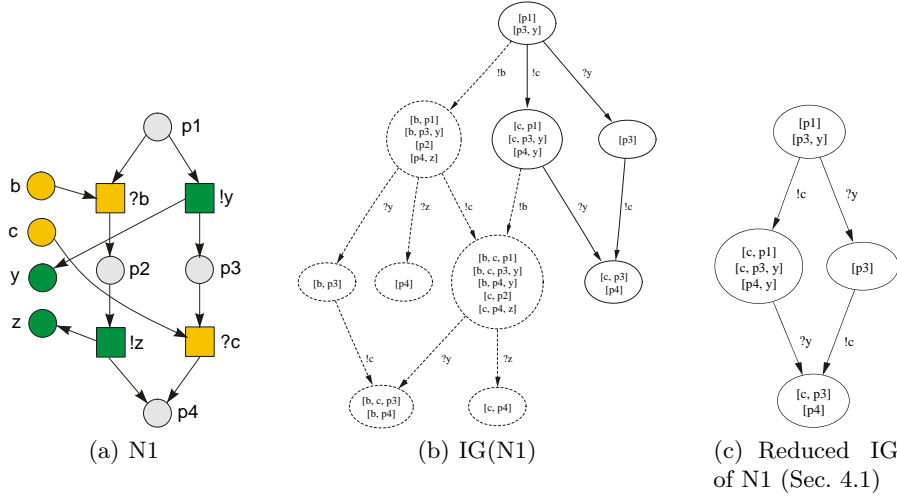 p1
b
?b
!y
c
y
p2
p3
z
!z
?c
p4
(a) N1
[p1]
[p3, y]
!b
!c
?y
[b, p1]
[b, p3, y]
[p2]
[p4, z]
[c, p1]
[c, p3, y]
[p4, y]
[p3]
?y
?z
!c
!b
?y
!c
[b, p3]
[p4]
[b, c, p1]
[b, c, p3, y]
[b, p4, y]
[c, p2]
[c, p4, z]
[c, p3]
[p4]
!c
?y
?z
[b, c, p3]
[b, p4]
[c, p4]
(b) IG(N1)
[p1]
[p3, y]
!c
?y
[c, p1]
[c, p3, y]
[p4, y]
[p3]
?y
!c
[c, p3]
[p4]
(c) Reduced IG
of N1 (Sec. 4.1)